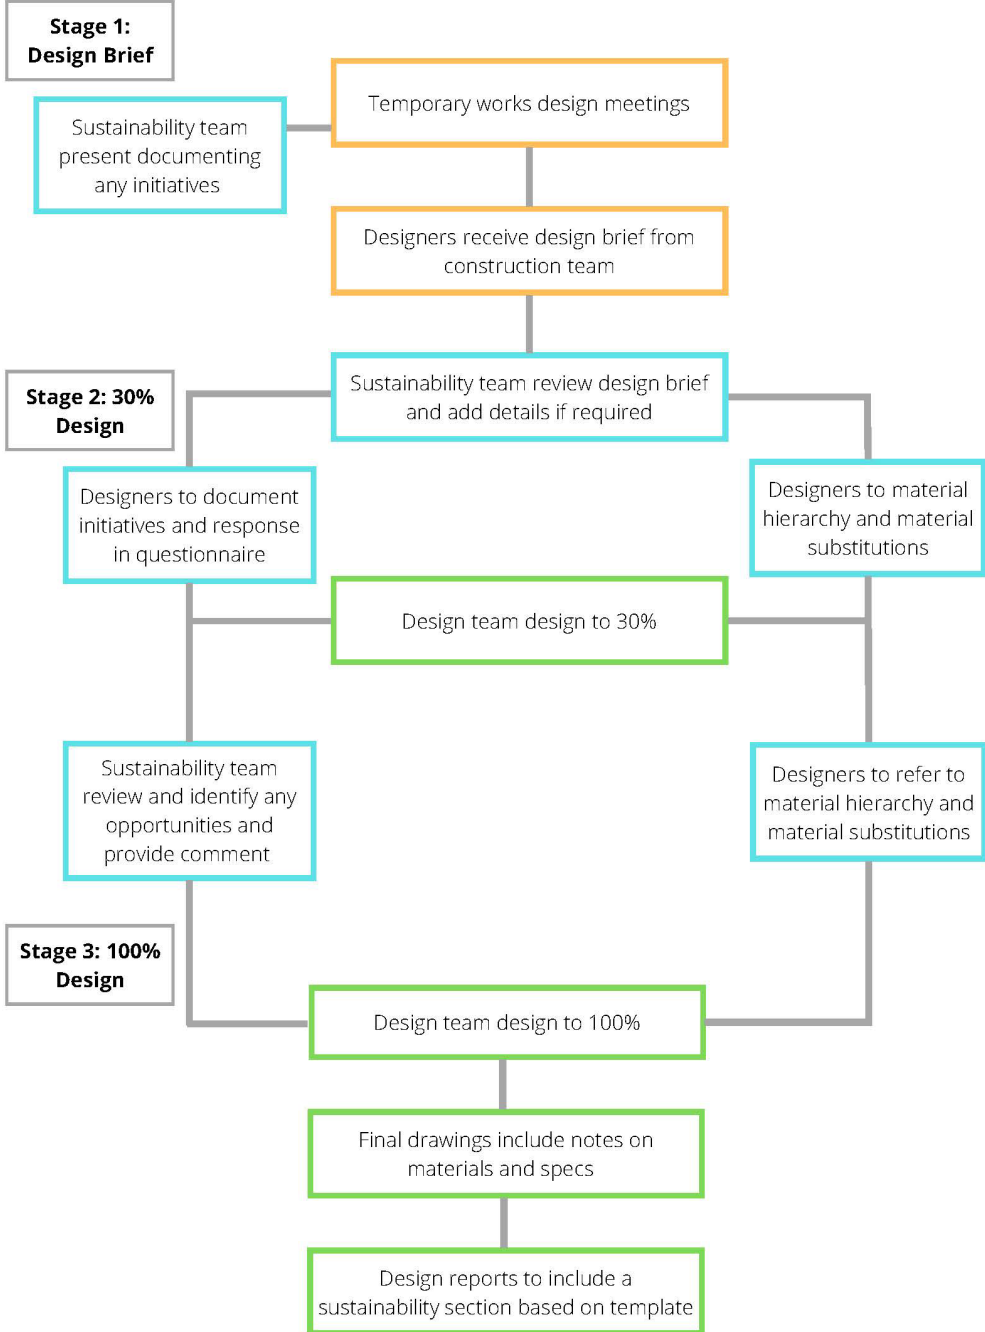 Stage 1:
Design Brief
Temporary works design meetings
Sustainability team
present documenting
any initiatives
Designers receive design brief from
construction team
Sustainability team review design brief
and add details if required
Stage 2: 30%
Design
Designers to document
initiatives and response
in questionnaire
Designers to material
hierarchy and material
substitutions
Design team design to 30%
Sustainability team
review and identify any
opportunities and
provide comment
Designers to refer to
material hierarchy and
material substitutions
Stage 3: 100%
Design
Design team design to 100%
Final drawings include notes on
materials and specs
Design reports to include a
sustainability section based on template